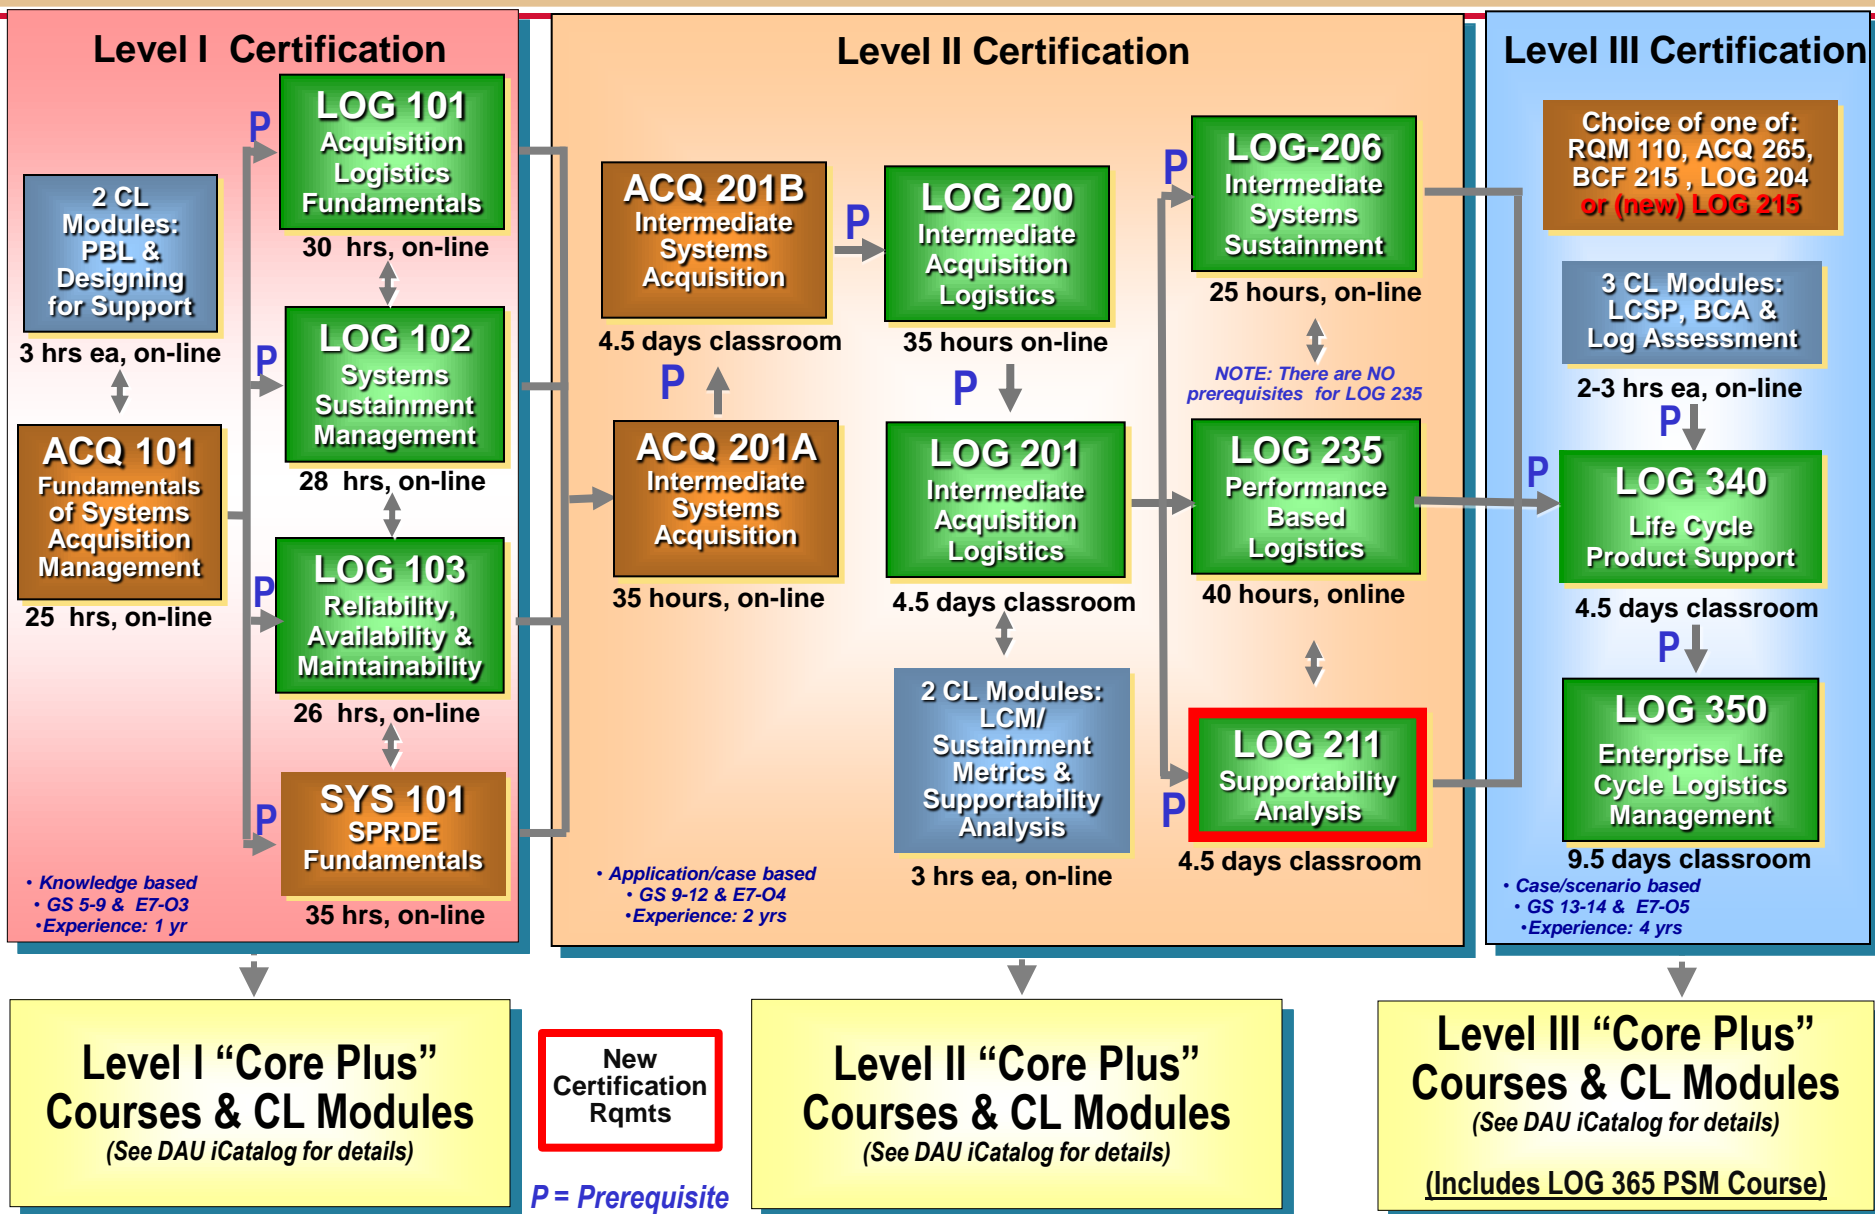 Level I  Certification
2 CL
Modules:
PBL &
Designing
for Support
3 hrs ea, on-line
ACQ 101
Fundamentals
of Systems
Acquisition
Management
25  hrs, on-line
P
LOG 101
Acquisition
Logistics
Fundamentals
30  hrs, on-line
P
LOG 102
Systems
Sustainment
Management
28  hrs, on-line
P
LOG 103
Reliability,
Availability &
Maintainability
26  hrs, on-line
P
SYS 101
SPRDE
Fundamentals
35 hrs, on-line
• Knowledge based
• GS 5-9 &  E7-O3
•Experience: 1 yr
Level II Certification
ACQ 201B
Intermediate
Systems
Acquisition
4.5 days classroom
P
ACQ 201A
Intermediate
Systems
Acquisition
35 hours, on-line
P
LOG 200
Intermediate
Acquisition
Logistics
35 hours on-line
P
LOG 201
Intermediate
Acquisition
Logistics
4.5 days classroom
2 CL Modules:
LCM/
Sustainment
Metrics &
Supportability
Analysis
3 hrs ea, on-line
P
LOG-206
Intermediate
Systems
Sustainment
25 hours, on-line
NOTE: There are NO
prerequisites  for LOG 235
LOG 235
Performance
Based
Logistics
40 hours, online
P
LOG 211
Supportability
Analysis
4.5 days classroom
• Application/case based
• GS 9-12 & E7-O4
•Experience: 2 yrs
Level III Certification
Choice of one of:
RQM 110, ACQ 265,
BCF 215 , LOG 204
or (new) LOG 215
3 CL Modules:
LCSP, BCA &
Log Assessment
2-3 hrs ea, on-line
P
P
LOG 340
Life Cycle
Product Support
4.5 days classroom
P
LOG 350
Enterprise Life
Cycle Logistics
Management
9.5 days classroom
• Case/scenario based
• GS 13-14 &  E7-O5
•Experience: 4 yrs
Level I “Core Plus”
Courses & CL Modules
(See DAU iCatalog for details)
New
Certification
Rqmts
P = Prerequisite
Level II “Core Plus”
Courses & CL Modules
(See DAU iCatalog for details)
Level III “Core Plus”
Courses & CL Modules
(See DAU iCatalog for details)
(Includes LOG 365 PSM Course)